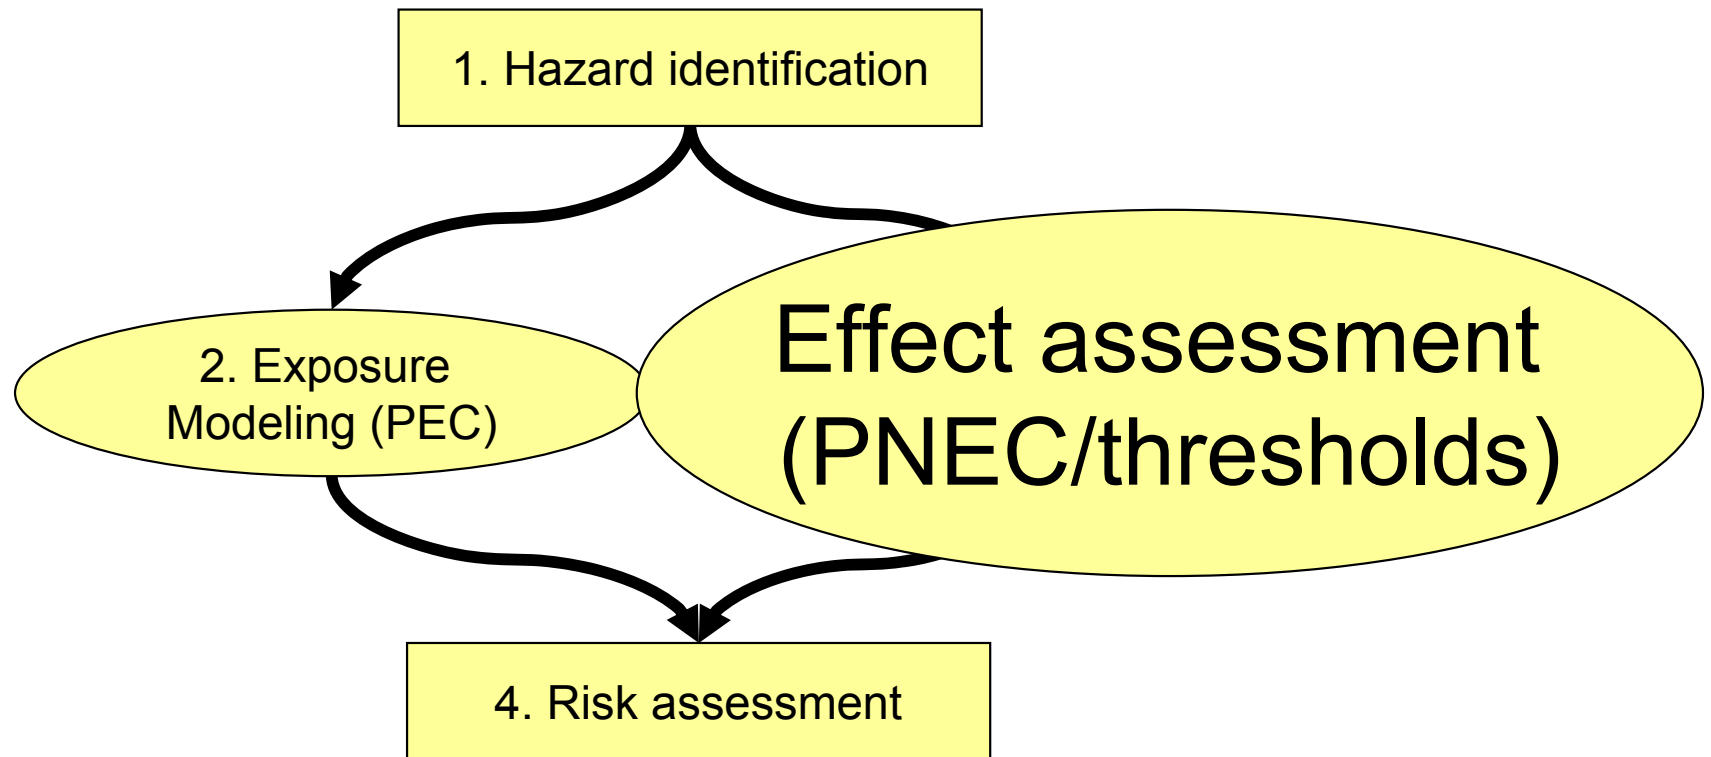 1. Hazard identification
2. Exposure
Modeling (PEC)
Effect assessment
(PNEC/thresholds)
4. Risk assessment